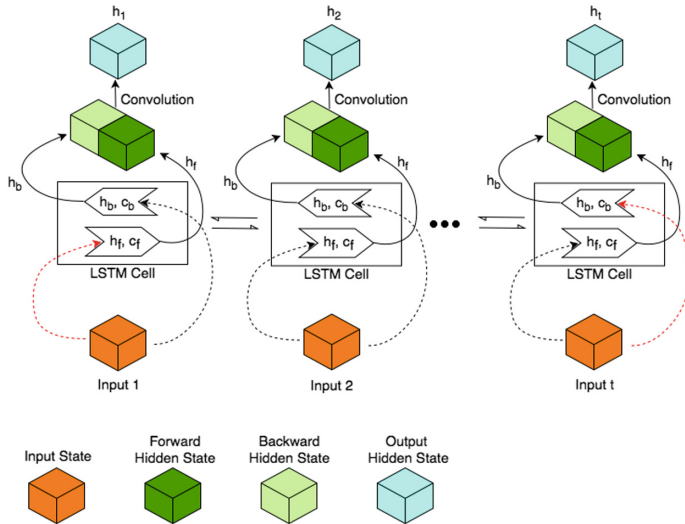 h1 h2 ht
Convolution Convolution Convolution
hf hf hf
hb hb hb
hb, cb hb, cb hb, cb
hf, cf hf, cf hf, cf
LSTM Cell LSTM Cell LSTM Cell
Input 1 Input 2 Input t
Input State
Forward
Hidden State
Backward
Hidden State
Output
Hidden State